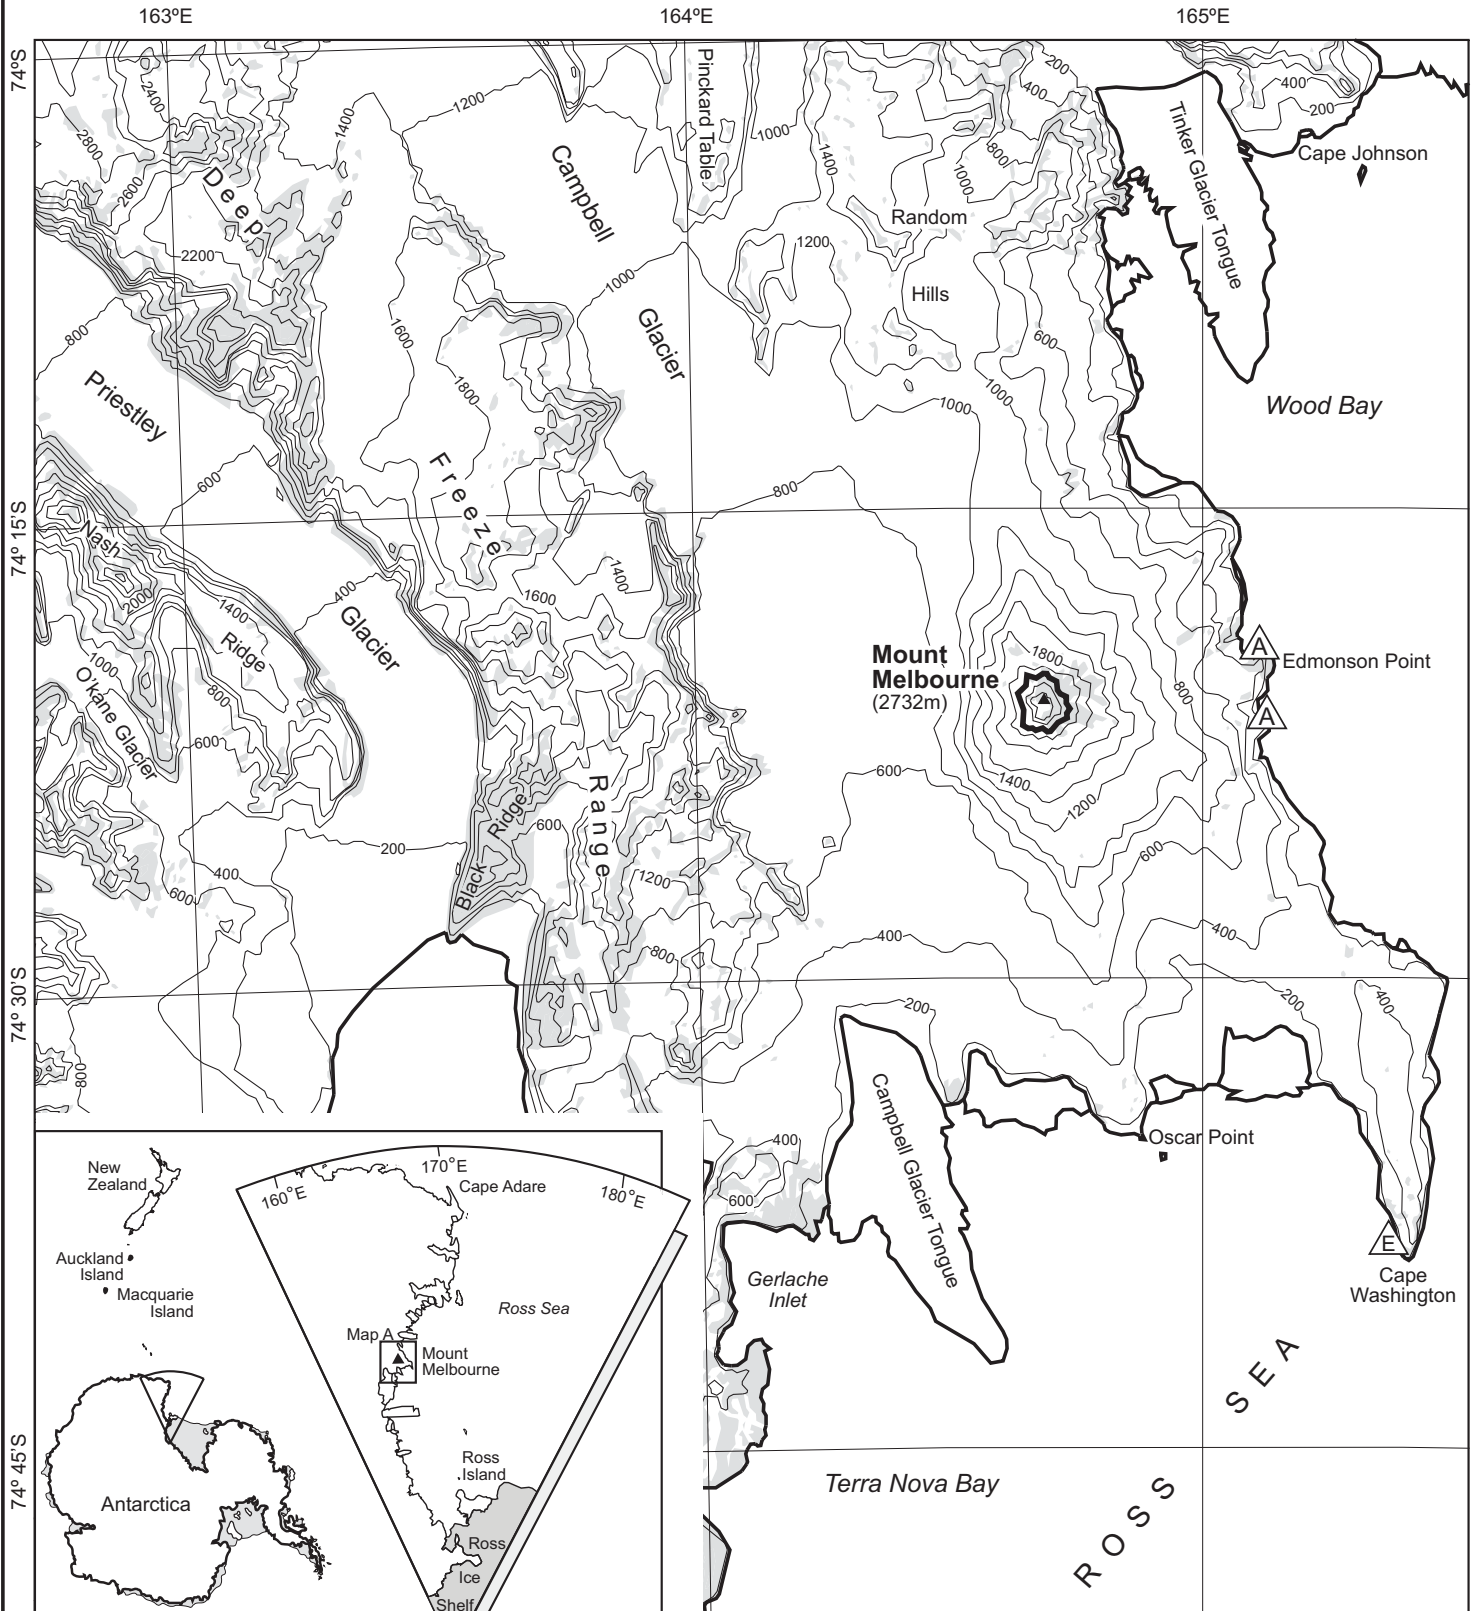 163ºE
164ºE
165ºE
74ºS
74º 15'S
74º 30'S
74º 45'S
2400
2800
2600
Deep
2200
1400
1200
Campbell
Glacier
Pinckard Table
1000
1400
1000
800
200
400
400
200
Cape Johnson
Tinker Glacier Tongue
Random
Hills
1200
1000
800
Priestley
Glacier
1600
1800
600
1000
1000
Wood Bay
600
Freeze
Range
800
Nash
Ridge
2000
1400
400
1400
1600
1000
O'kane Glacier
800
600
Mount
Melbourne
(2732m)
1800
800
A
Edmonson Point
A
1400
1200
600
600
Black
Ridge
600
200
400
600
1200
800
400
400
200
200
400
800
Campbell Glacier Tongue
Oscar Point
400
600
Gerlache
Inlet
E
Cape
Washington
Terra Nova Bay
ROSS
SEA
New
Zealand
Auckland
Island
Macquarie
Island
Antarctica
160°E
170°E
180°E
Cape Adare
Ross Sea
Map A
Mount
Melbourne
Ross
Island
Ross
Ice
Shelf